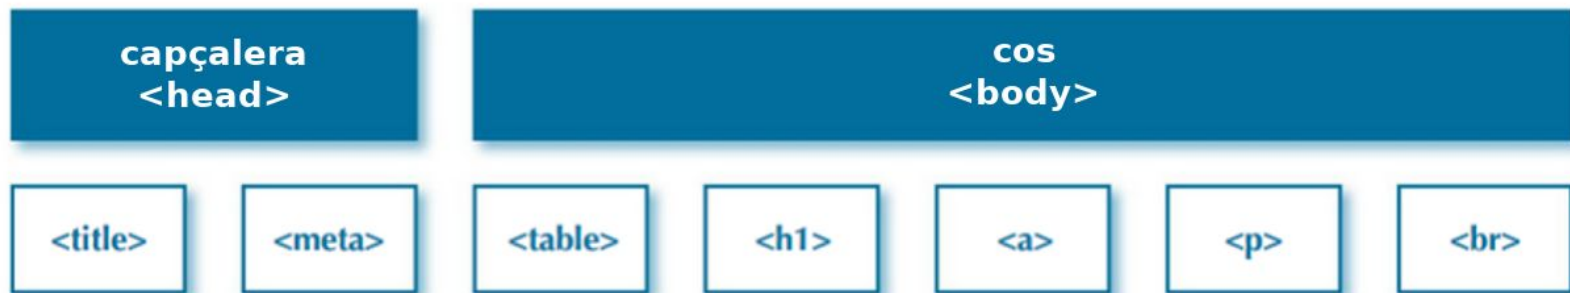 capçalera
<head>
cos
<body>
<title>
<meta>
<table>
<h1>
<a>
<p>
<br>